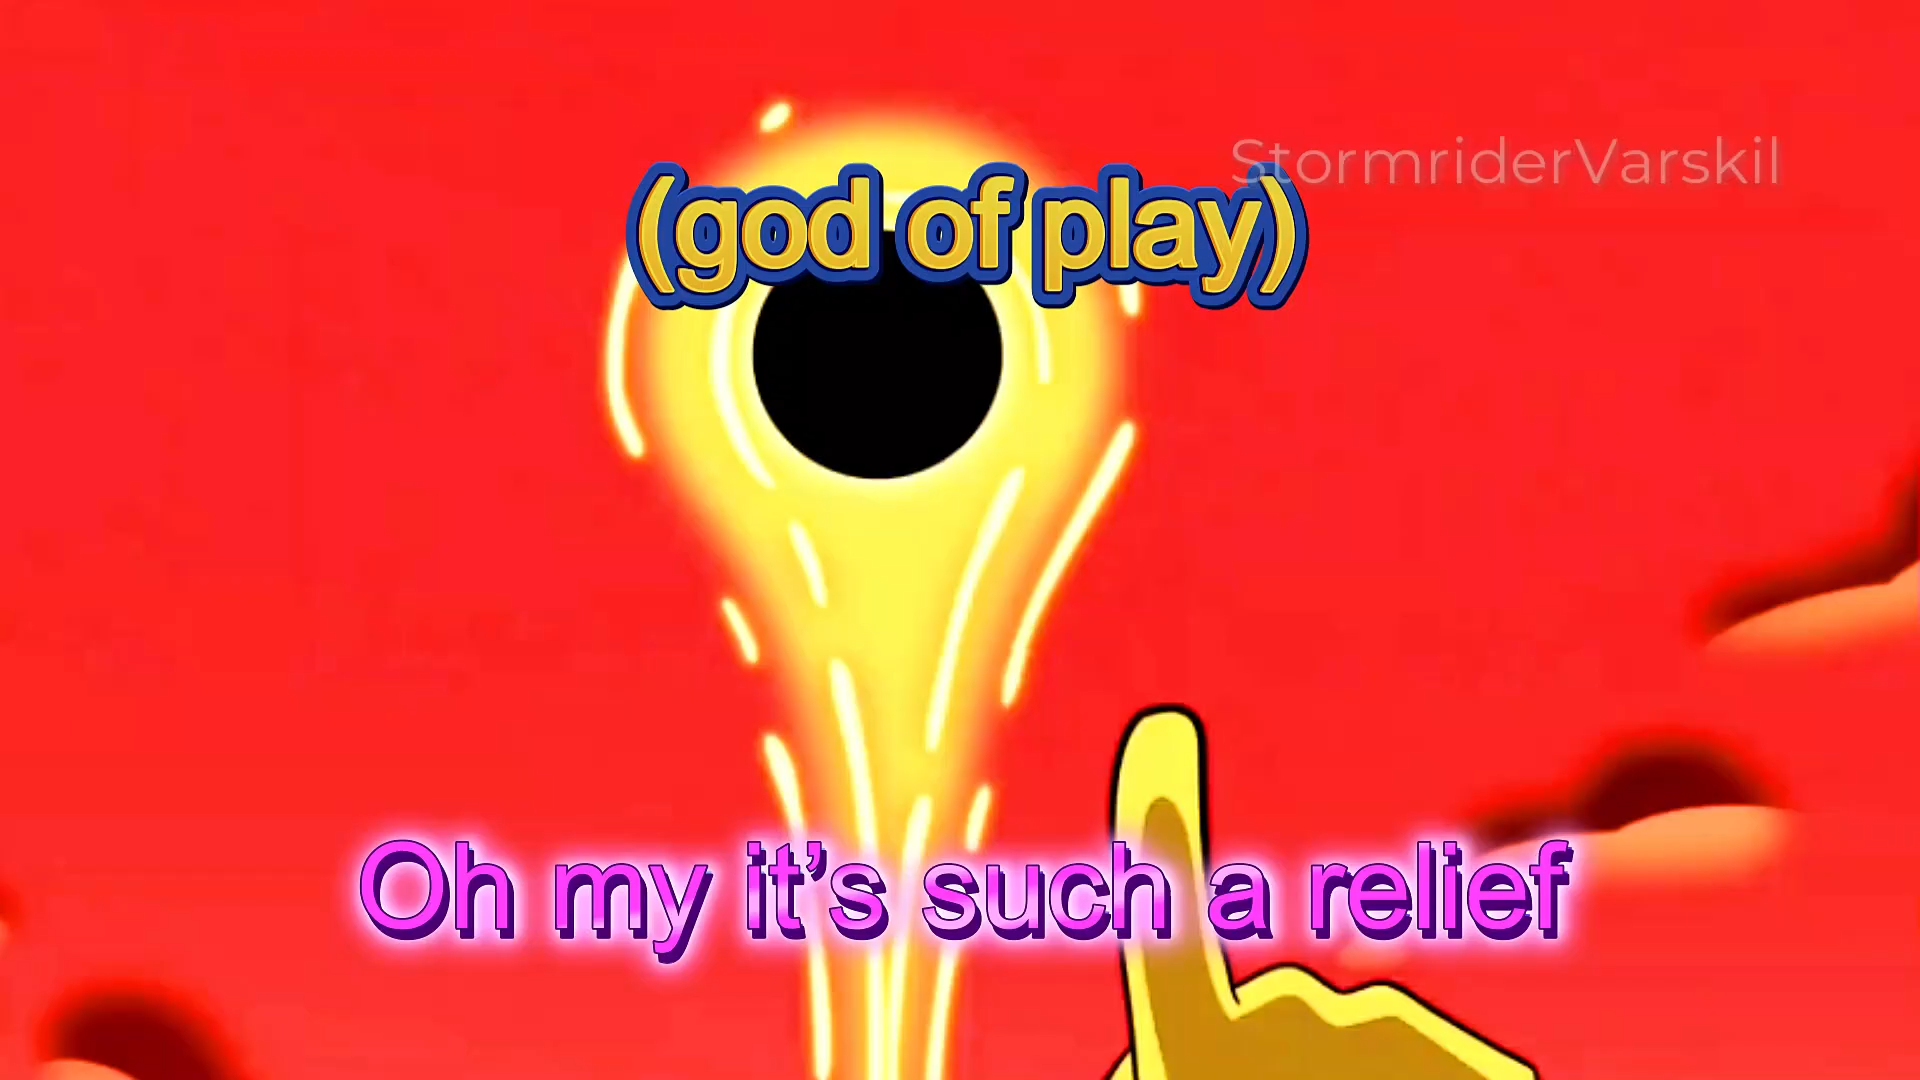 StormriderVarskil
(god of play)
Oh my it’s such a relief